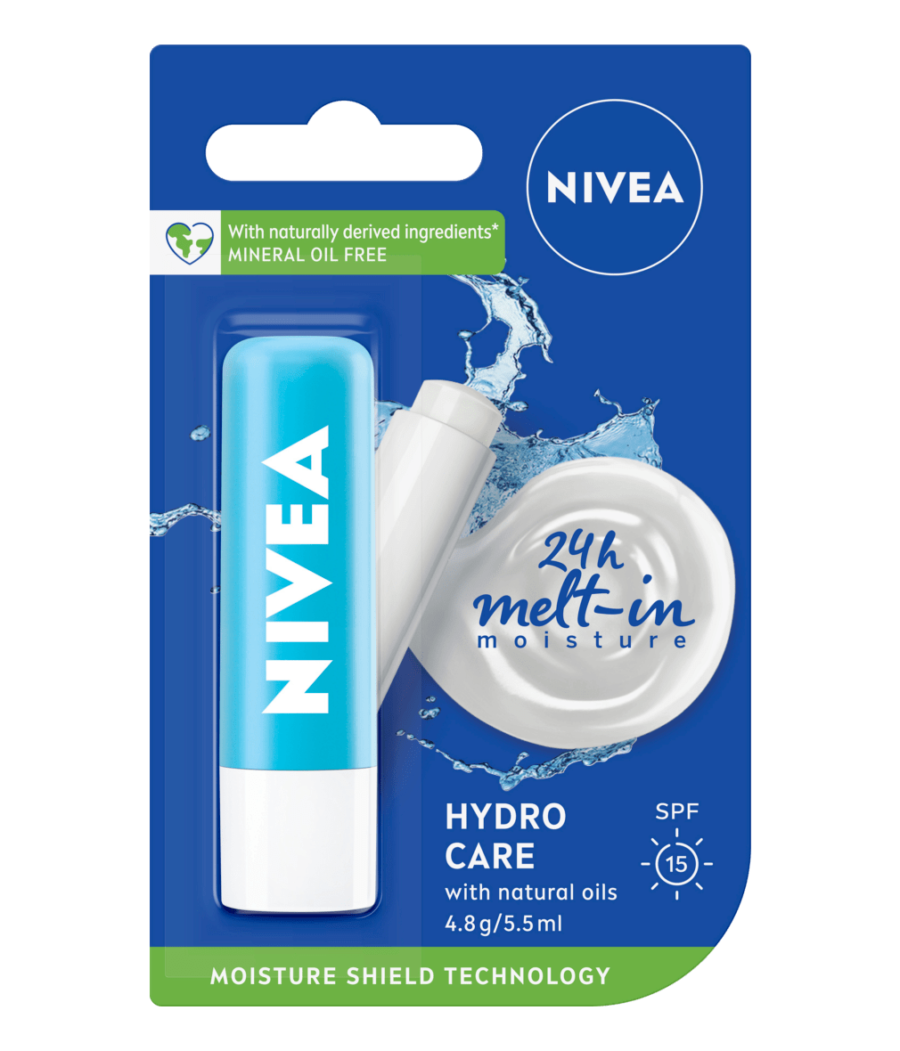 NIVEA
With naturally derived ingredients*
MINERAL OIL FREE
NIVEA
24h
melt-in
moisture
HYDRO
CARE
with natural oils
4.8g/5.5ml
SPF
15
MOISTURE SHIELD TECHNOLOGY